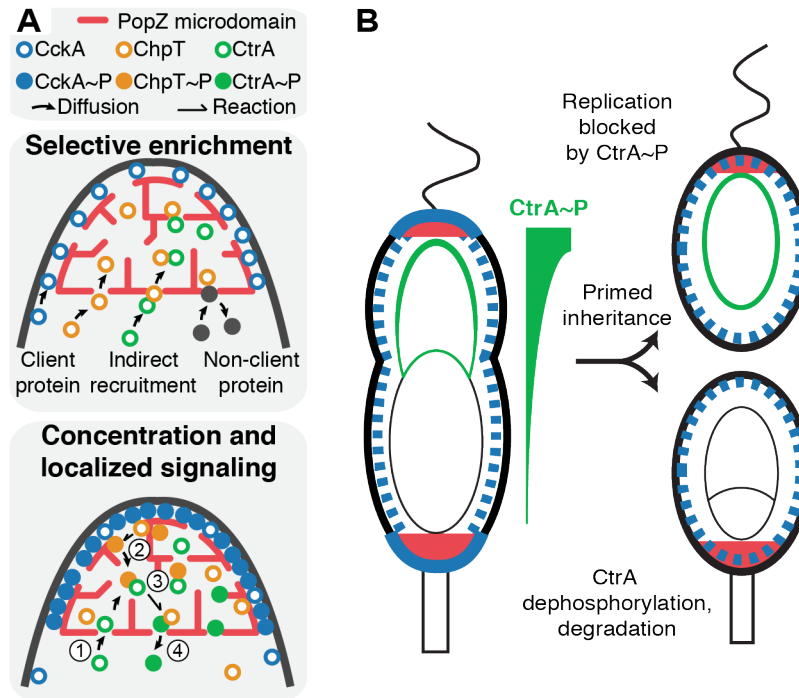 A
PopZ microdomain
CckA ChpT CtrA
CckA~P ChpT~P CtrA~P
Diffusion Reaction
Selective enrichment
Client protein
Indirect recruitment
Non-client protein
Concentration and
localized signaling
2
3
1
4
B
Replication
blocked
by CtrA~P
CtrA~P
Primed
inheritance
CtrA
dephosphorylation,
degradation